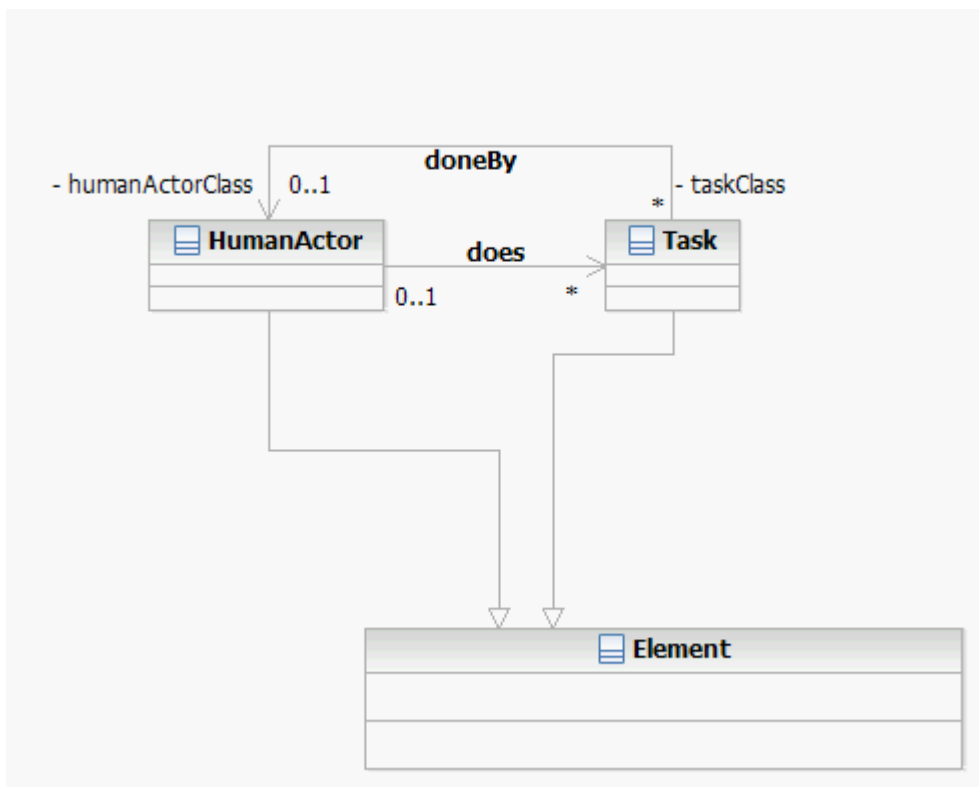 doneBy
- humanActorClass
0..1
- taskClass
*
HumanActor
does
Task
0..1
*
Element